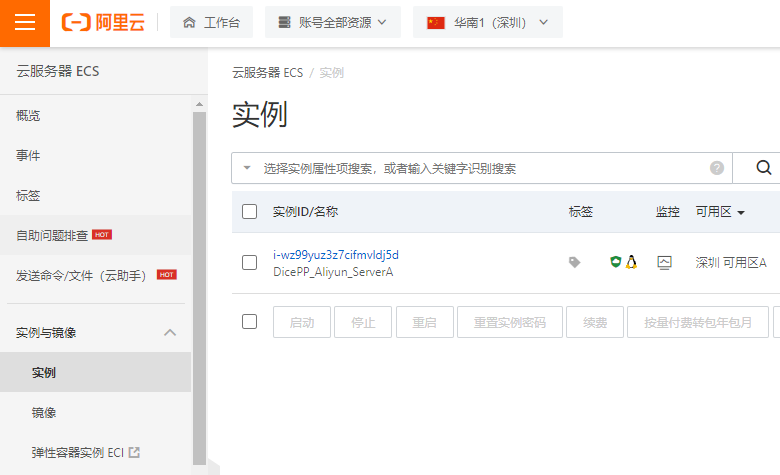 阿里云 工作台 账号全部资源 华南1（深圳）
云服务器 ECS
概览
事件
标签
自助问题排查 HOT
发送命令/文件（云助手） HOT
实例与镜像
实例
镜像
弹性容器实例 ECI
云服务器 ECS / 实例
实例
选择实例属性项搜索，或者输入关键字识别搜索
实例ID/名称 标签 监控 可用区
i-wz99yuz3z7cifmvldj5d
DicePP_Aliyun_ServerA
深圳 可用区A
启动 停止 重启 重置实例密码 续费 按量付费转包年包月